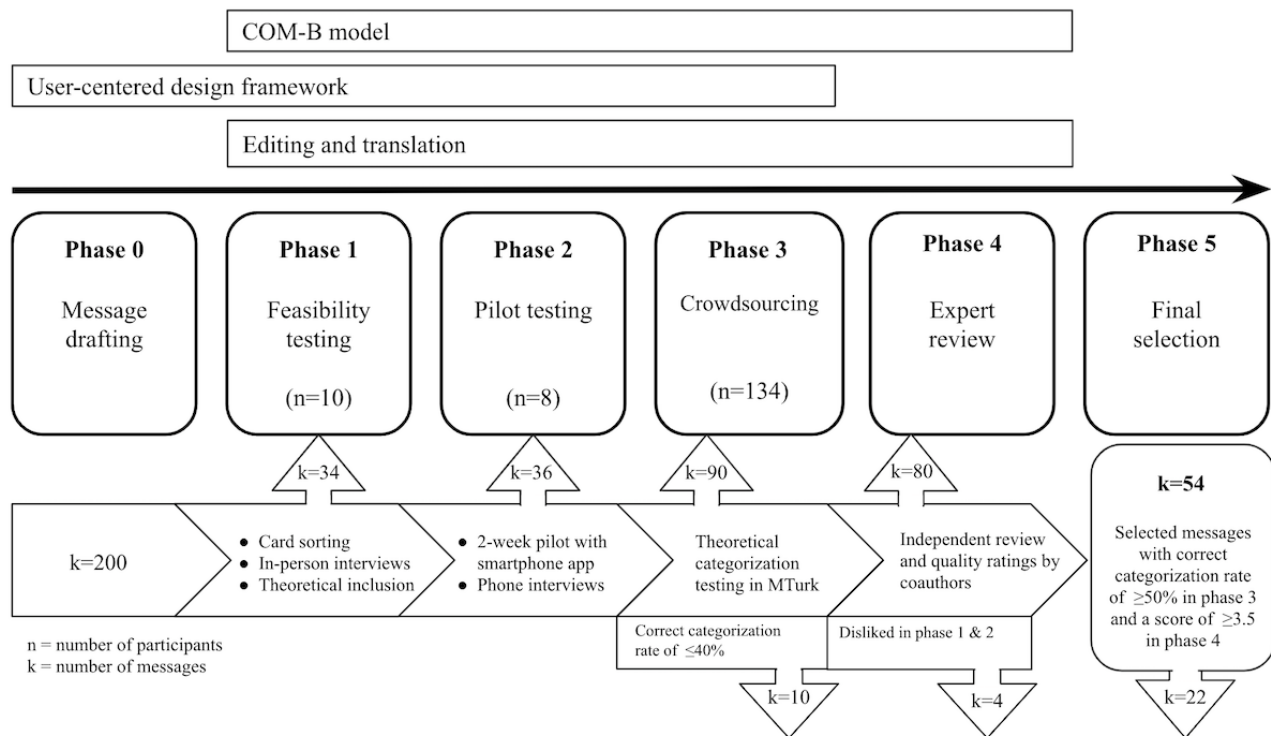 COM-B model
User-centered design framework
Editing and translation
Phase 0
Message
drafting
Phase 1
Feasibility
testing
(n=10)
Phase 2
Pilot testing
(n=8)
Phase 3
Crowdsourcing
(n=134)
Phase 4
Expert
review
Phase 5
Final
selection
k=34
k=36
k=90
k=80
k=200
● Card sorting
● In-person interviews
● Theoretical inclusion
● 2-week pilot with
smartphone app
● Phone interviews
Theoretical
categorization
testing in MTurk
Independent review
and quality ratings by
coauthors
k=54
Selected messages
with correct
categorization rate
of ≥50% in phase 3
and a score of ≥3.5
in phase 4
n = number of participants
k = number of messages
Correct categorization
rate of ≤40%
Disliked in phase 1 & 2
k=10
k=4
k=22